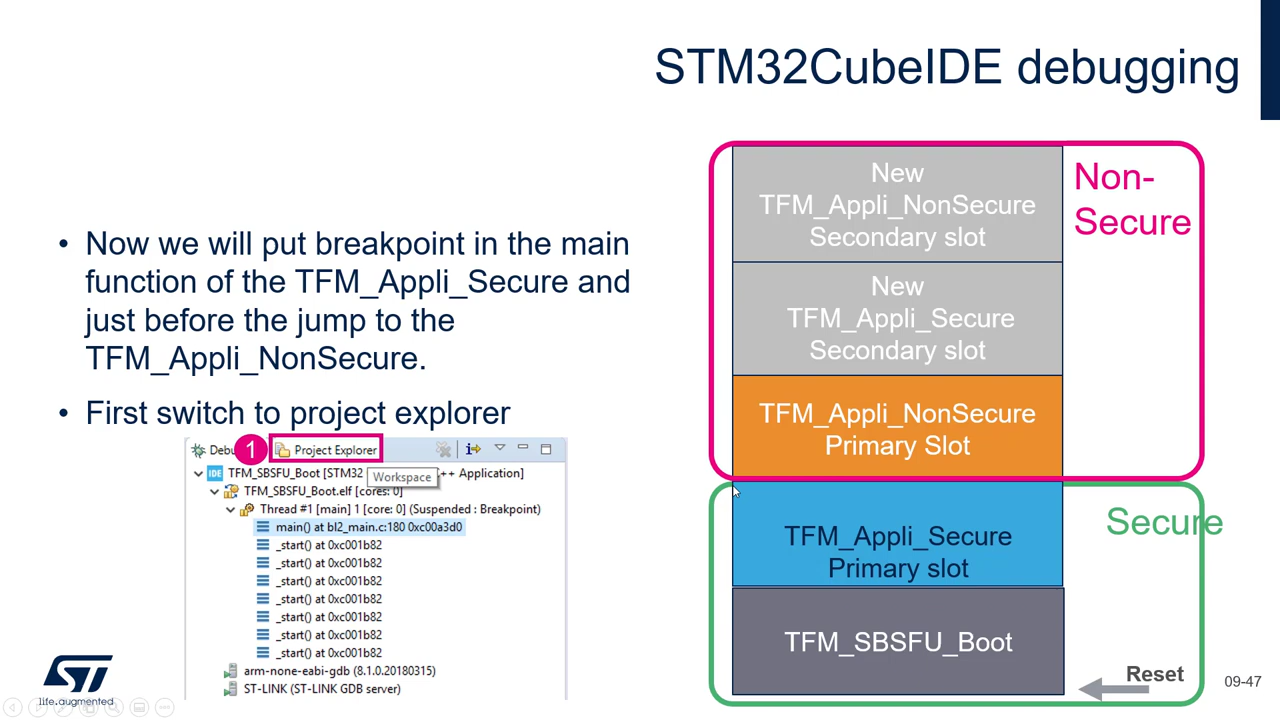 STM32CubeIDE debugging
• Now we will put breakpoint in the main
function of the TFM_Appli_Secure and
just before the jump to the
TFM_Appli_NonSecure.
• First switch to project explorer
1 Project Explorer
TFM_SBSFU_Boot [STM32 C++ Application]
Workspace
TFM_SBSFU_Boot.elf [cores: 0]
Thread #1 [main] 1 [core: 0] (Suspended : Breakpoint)
main() at bl2_main.c:180 0xc00a3d0
_start() at 0xc001b82
_start() at 0xc001b82
_start() at 0xc001b82
_start() at 0xc001b82
_start() at 0xc001b82
_start() at 0xc001b82
_start() at 0xc001b82
arm-none-eabi-gdb (8.1.0.20180315)
ST-LINK (ST-LINK GDB server)
New
TFM_Appli_NonSecure
Secondary slot
New
TFM_Appli_Secure
Secondary slot
TFM_Appli_NonSecure
Primary Slot
TFM_Appli_Secure
Primary slot
TFM_SBSFU_Boot
Non-
Secure
Secure
Reset
ST
life.augmented
09-47